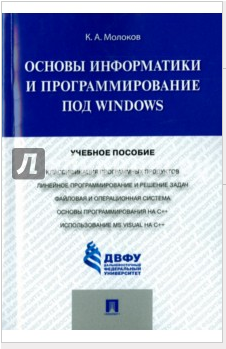 К. А. Молоков
ОСНОВЫ ИНФОРМАТИКИ
И ПРОГРАММИРОВАНИЕ
ПОД WINDOWS
УЧЕБНОЕ ПОСОБИЕ
КЛАССИФИКАЦИЯ ПРОГРАММНЫХ ПРОДУКТОВ
ЛИНЕЙНОЕ ПРОГРАММИРОВАНИЕ И РЕШЕНИЕ ЗАДАЧ
ФАЙЛОВАЯ И ОПЕРАЦИОННАЯ СИСТЕМА
ОСНОВЫ ПРОГРАММИРОВАНИЯ НА C++
ИСПОЛЬЗОВАНИЕ MS VISUAL НА C++
ДВФУ
ДАЛЬНЕВОСТОЧНЫЙ
ФЕДЕРАЛЬНЫЙ
УНИВЕРСИТЕТ